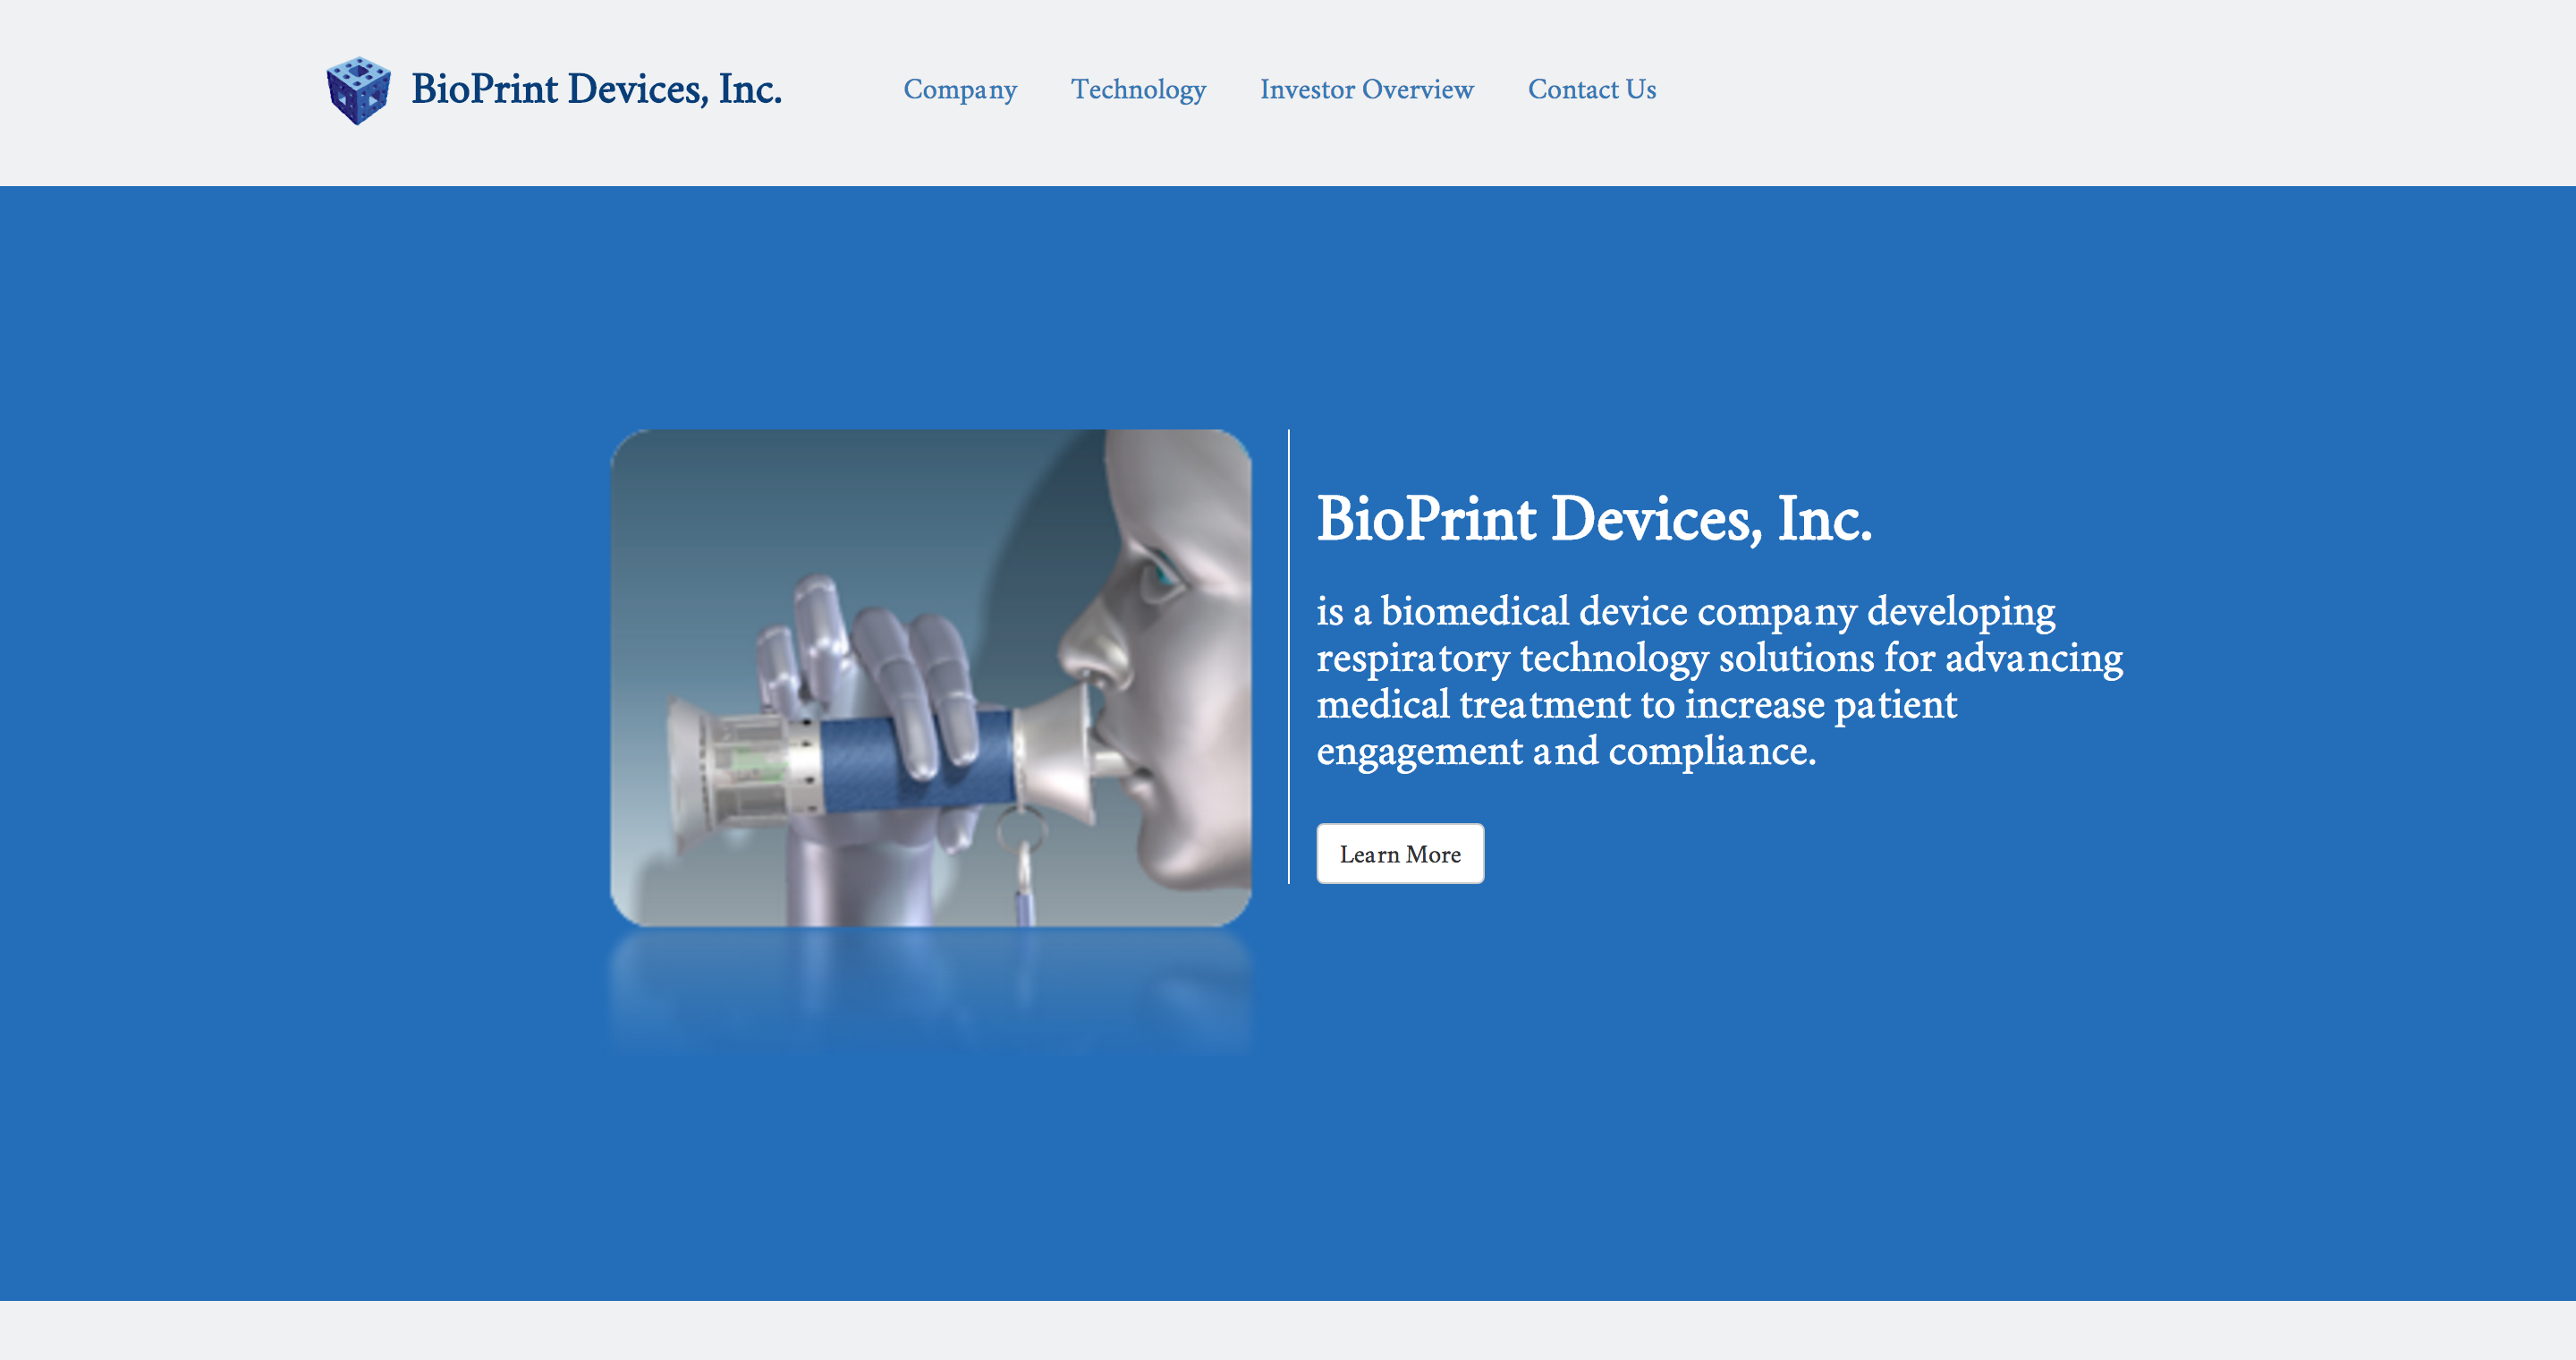 BioPrint Devices, Inc.
Company
Technology
Investor Overview
Contact Us
BioPrint Devices, Inc.
is a biomedical device company developing
respiratory technology solutions for advancing
medical treatment to increase patient
engagement and compliance.
Learn More